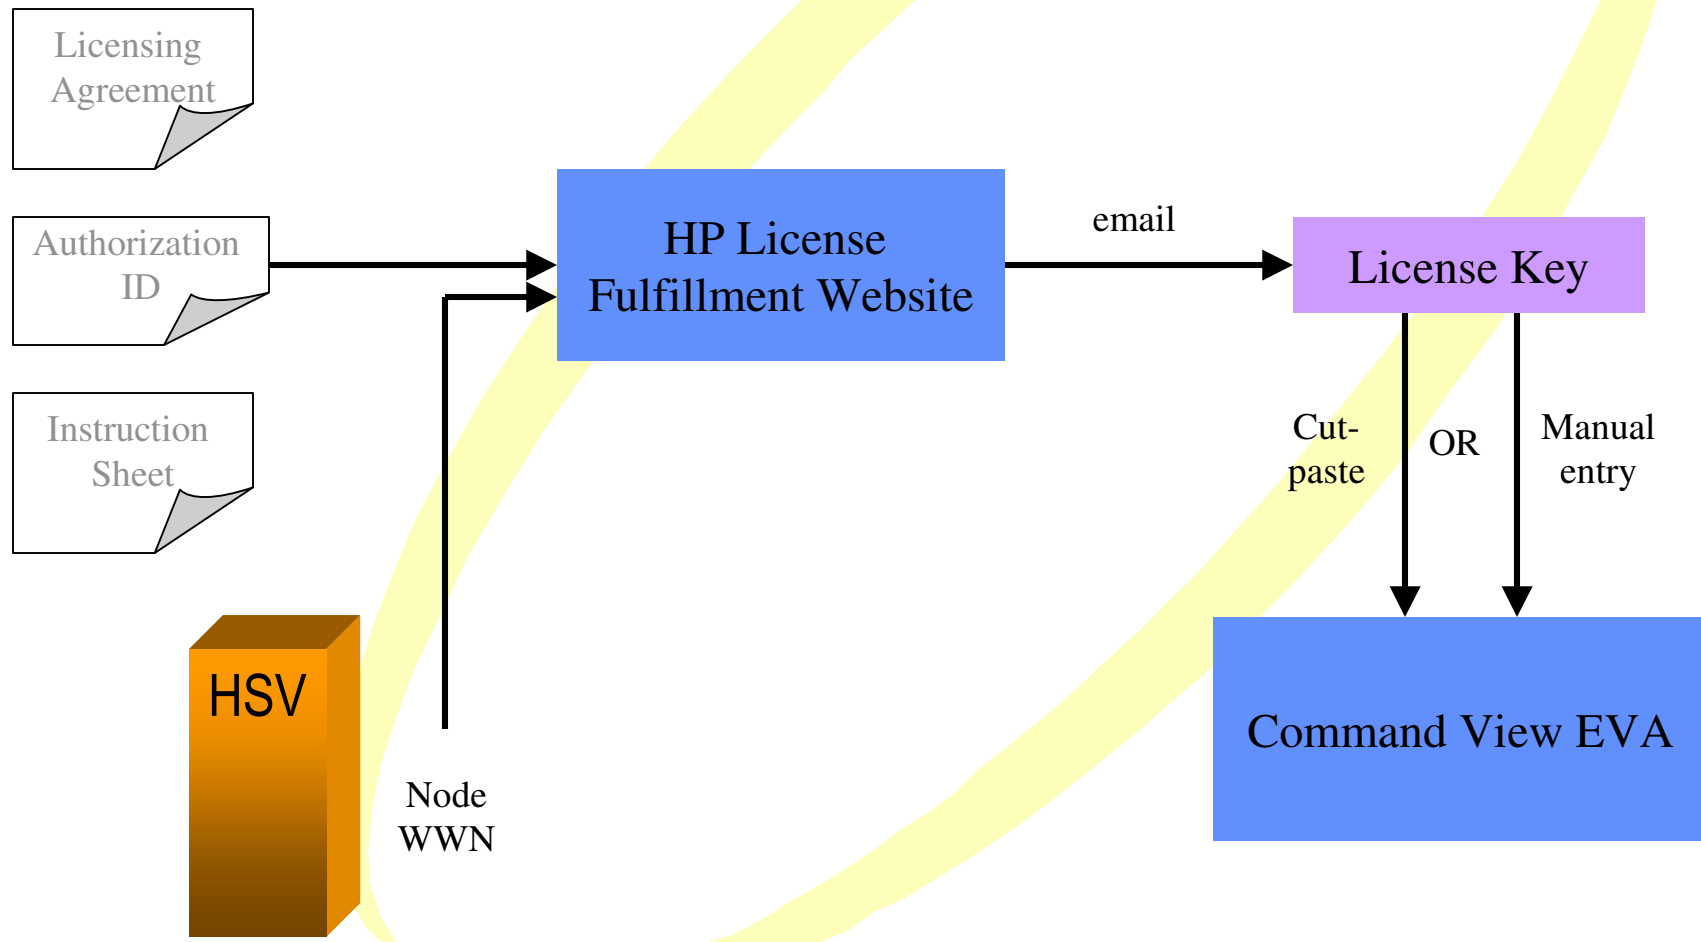 Licensing
Agreement
Authorization
ID
Instruction
Sheet
HSV
Node
WWN
HP License
Fulfillment Website
email
License Key
Cut-
paste
OR
Manual
entry
Command View EVA